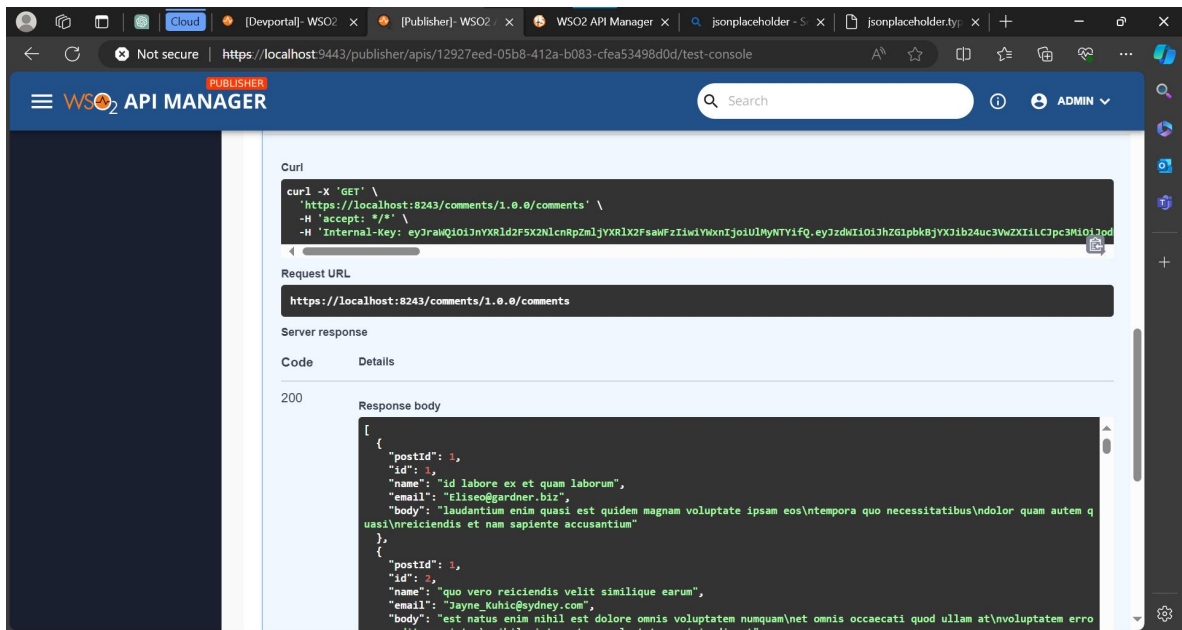 Cloud
[Devportal]- WSO2
[Publisher]- WSO2
WSO2 API Manager
jsonplaceholder - S
jsonplaceholder.typ
Not secure
https://localhost:9443/publisher/apis/12927eed-05b8-412a-b083-cfea53498d0d/test-console
PUBLISHER
WSO2 API MANAGER
Search
ADMIN
Curl
curl -X 'GET' \
'https://localhost:8243/comments/1.0.0/comments' \
-H 'accept: */*' \
-H 'Internal-Key: eyJraWQiOiJnYXRld2F5X2NlcnRpZmljYXRlX2FsaWFzIiwiYWxnIjoiUlMyNTYifQ.eyJzdWIiOiJhZG1pbkBjYXJib24uc3VwZXIiLCJpc3MiOiJod
Request URL
https://localhost:8243/comments/1.0.0/comments
Server response
Code Details
200
Response body
[
{
"postId": 1,
"id": 1,
"name": "id labore ex et quam laborum",
"email": "Eliseo@gardner.biz",
"body": "laudantium enim quasi est quidem magnam voluptate ipsam eos\ntempora quo necessitatibus\ndolor quam autem q
uasi\nreiciendis et nam sapiente accusantium"
},
{
"postId": 1,
"id": 2,
"name": "quo vero reiciendis velit similique earum",
"email": "Jayne_Kuhic@sydney.com",
"body": "est natus enim nihil est dolore omnis voluptatem numquam\net omnis occaecati quod ullam at\nvoluptatem erro